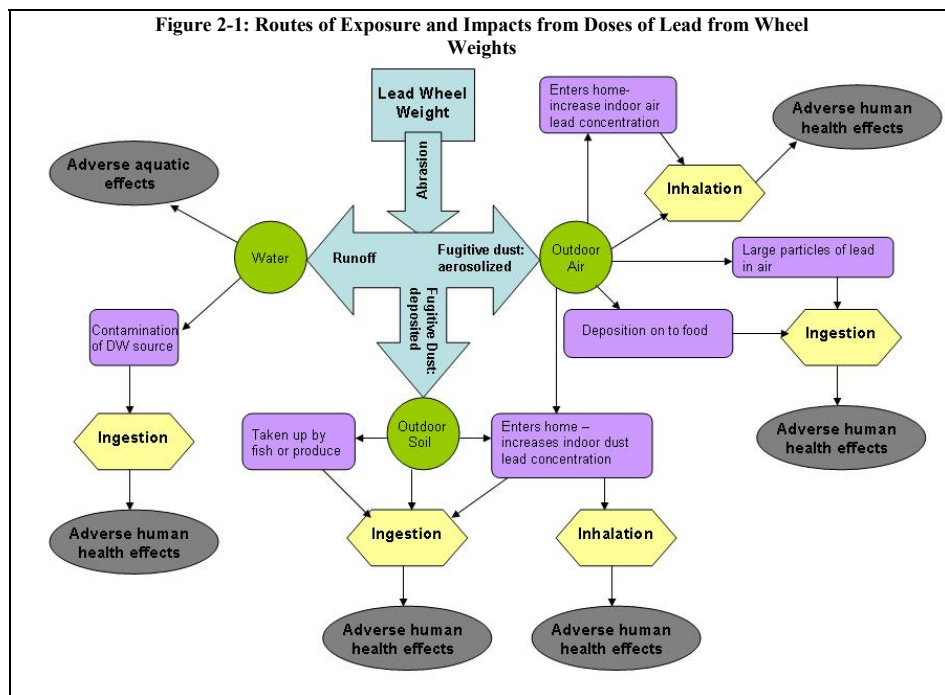 Figure 2-1: Routes of Exposure and Impacts from Doses of Lead from Wheel
Weights
Lead Wheel
Weight
Abrasion
Enters home-
increase indoor air
lead concentration
Adverse human
health effects
Adverse aquatic
effects
Inhalation
Water
Runoff
Fugitive dust:
aerosolized
Outdoor
Air
Large particles of lead
in air
Fugitive Dust:
deposited
Contamination
of DW source
Deposition on to food
Ingestion
Ingestion
Taken up by
fish or produce
Outdoor
Soil
Enters home –
increases indoor dust
lead concentration
Adverse human
health effects
Adverse human
health effects
Ingestion
Inhalation
Adverse human
health effects
Adverse human
health effects